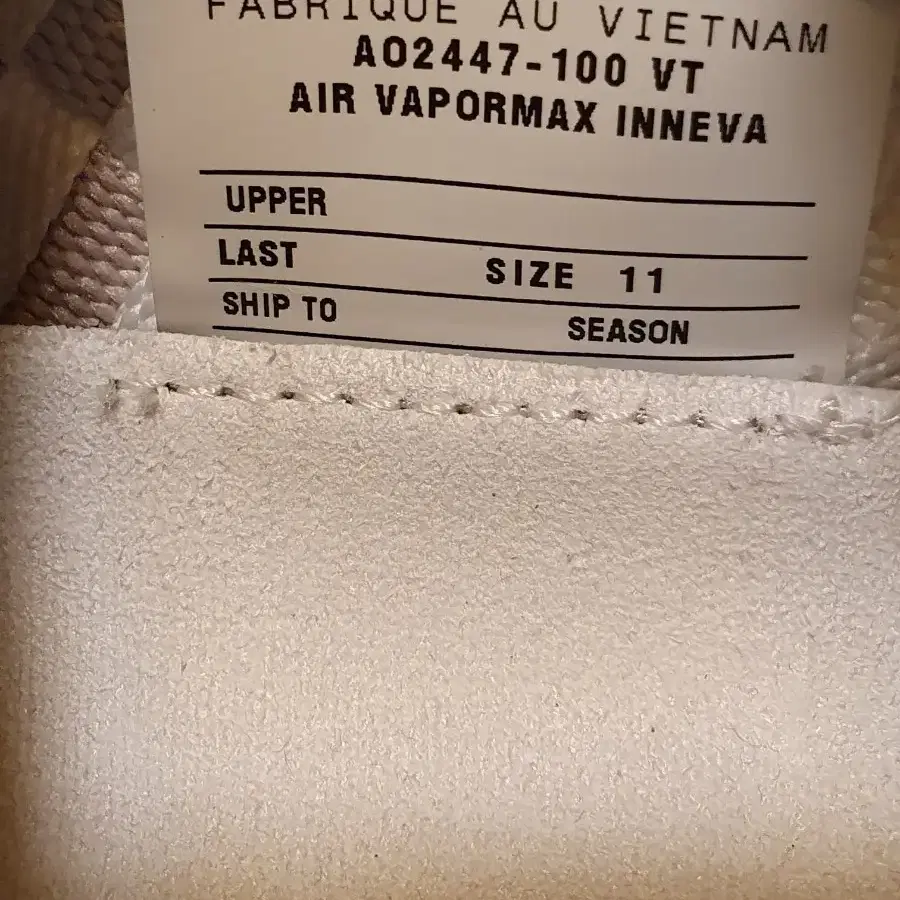 FABRIQUE AU VIETNAM
AO2447-100 VT
AIR VAPORMAX INNEVA
UPPER
LAST SIZE 11
SHIP TO SEASON